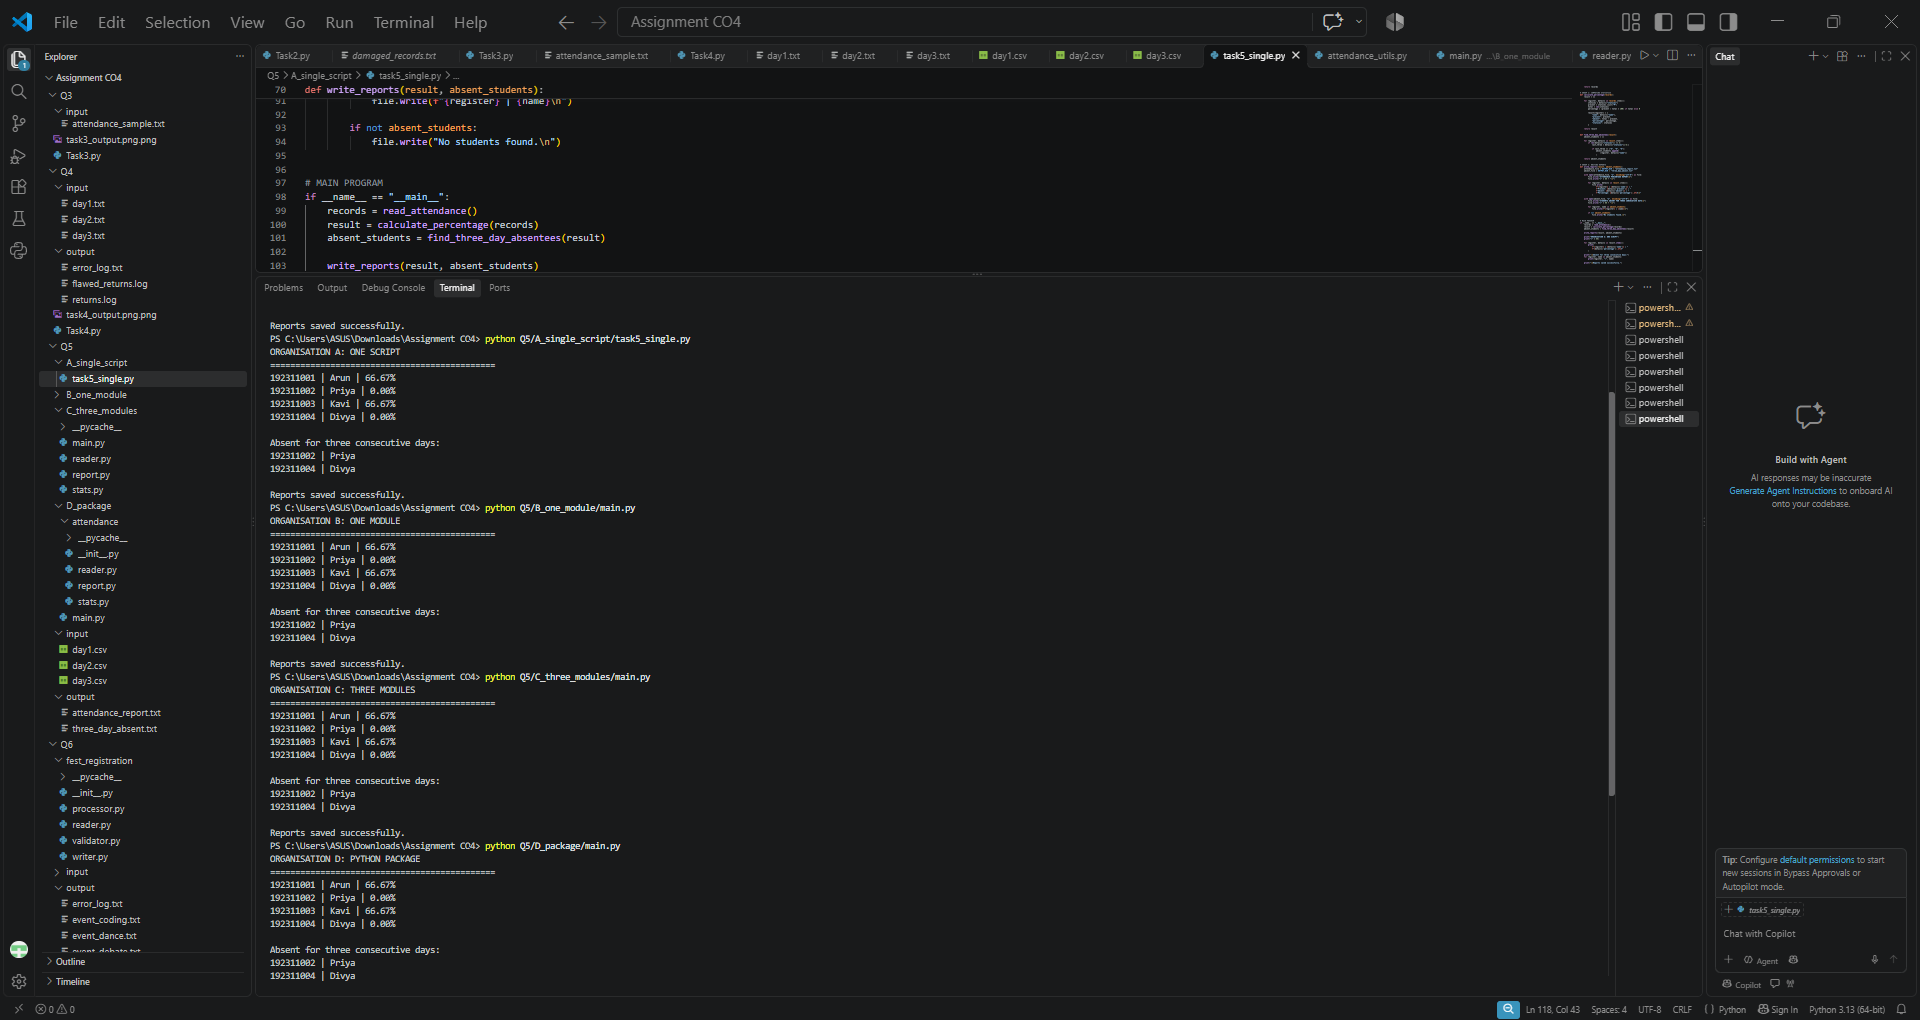 File Edit Selection View Go Run Terminal Help
Assignment CO4
Explorer
Assignment CO4
Q3
input
attendance_sample.txt
task3_output.png.png
Task3.py
Q4
input
day1.txt
day2.txt
day3.txt
output
error_log.txt
flawed_returns.log
returns.log
task4_output.png.png
Task4.py
Q5
A_single_script
task5_single.py
B_one_module
C_three_modules
__pycache__
main.py
reader.py
report.py
stats.py
D_package
attendance
__pycache__
__init__.py
reader.py
report.py
stats.py
main.py
input
day1.csv
day2.csv
day3.csv
output
attendance_report.txt
three_day_absent.txt
Q6
fest_registration
__pycache__
__init__.py
processor.py
reader.py
validator.py
writer.py
input
output
error_log.txt
event_coding.txt
event_dance.txt
event_debate.txt
Outline
Timeline
Task2.py damaged_records.txt Task3.py attendance_sample.txt Task4.py day1.txt day2.txt day3.txt day1.csv day2.csv day3.csv task5_single.py attendance_utils.py main.py ...\B_one_module reader.py
Q5 > A_single_script > task5_single.py > ...
70 def write_reports(result, absent_students):
91 file.write(f"{register} | {name}\n")
92
93 if not absent_students:
94 file.write("No students found.\n")
95
96
97 # MAIN PROGRAM
98 if __name__ == "__main__":
99 records = read_attendance()
100 result = calculate_percentage(records)
101 absent_students = find_three_day_absentees(result)
102
103 write_reports(result, absent_students)
Problems Output Debug Console Terminal Ports
Reports saved successfully.
PS C:\Users\ASUS\Downloads\Assignment CO4> python Q5/A_single_script/task5_single.py
ORGANISATION A: ONE SCRIPT
=============================================
192311001 | Arun | 66.67%
192311002 | Priya | 0.00%
192311003 | Kavi | 66.67%
192311004 | Divya | 0.00%
Absent for three consecutive days:
192311002 | Priya
192311004 | Divya
Reports saved successfully.
PS C:\Users\ASUS\Downloads\Assignment CO4> python Q5/B_one_module/main.py
ORGANISATION B: ONE MODULE
=============================================
192311001 | Arun | 66.67%
192311002 | Priya | 0.00%
192311003 | Kavi | 66.67%
192311004 | Divya | 0.00%
Absent for three consecutive days:
192311002 | Priya
192311004 | Divya
Reports saved successfully.
PS C:\Users\ASUS\Downloads\Assignment CO4> python Q5/C_three_modules/main.py
ORGANISATION C: THREE MODULES
=============================================
192311001 | Arun | 66.67%
192311002 | Priya | 0.00%
192311003 | Kavi | 66.67%
192311004 | Divya | 0.00%
Absent for three consecutive days:
192311002 | Priya
192311004 | Divya
Reports saved successfully.
PS C:\Users\ASUS\Downloads\Assignment CO4> python Q5/D_package/main.py
ORGANISATION D: PYTHON PACKAGE
=============================================
192311001 | Arun | 66.67%
192311002 | Priya | 0.00%
192311003 | Kavi | 66.67%
192311004 | Divya | 0.00%
Absent for three consecutive days:
192311002 | Priya
192311004 | Divya
powersh...
powersh...
powershell
powershell
powershell
powershell
powershell
powershell
Chat
Build with Agent
AI responses may be inaccurate
Generate Agent Instructions to onboard AI
onto your codebase.
Tip: Configure default permissions to start
new sessions in Bypass Approvals or
Autopilot mode.
task5_single.py
Chat with Copilot
Agent
Copilot
0 0 Ln 118, Col 43 Spaces: 4 UTF-8 CRLF Python Sign In Python 3.13 (64-bit)